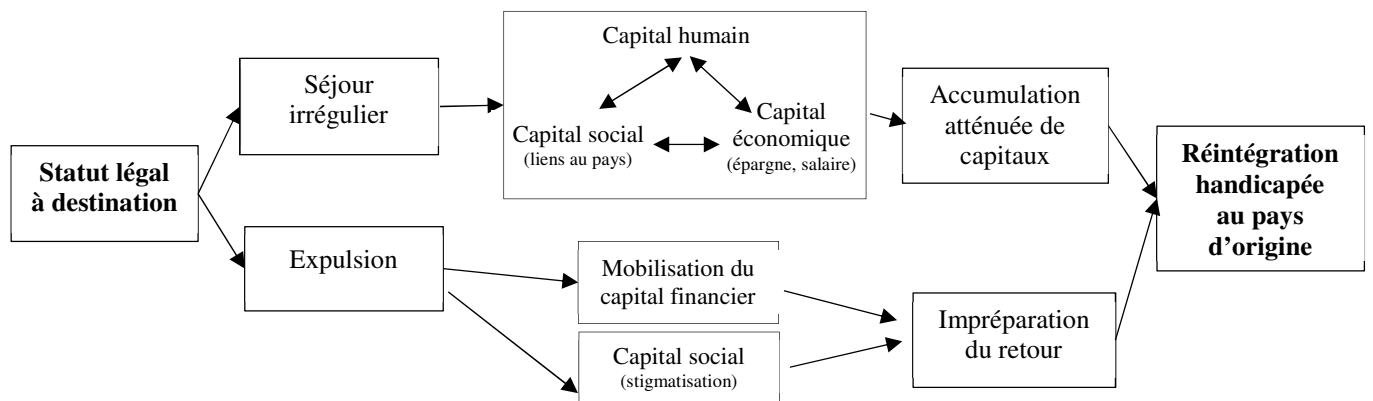 Statut légal
à destination
Séjour
irrégulier
Expulsion
Capital humain
Capital social
(liens au pays)
Capital
économique
(épargne, salaire)
Mobilisation du
capital financier
Capital social
(stigmatisation)
Accumulation
atténuée de
capitaux
Impréparation
du retour
Réintégration
handicapée
au pays
d’origine